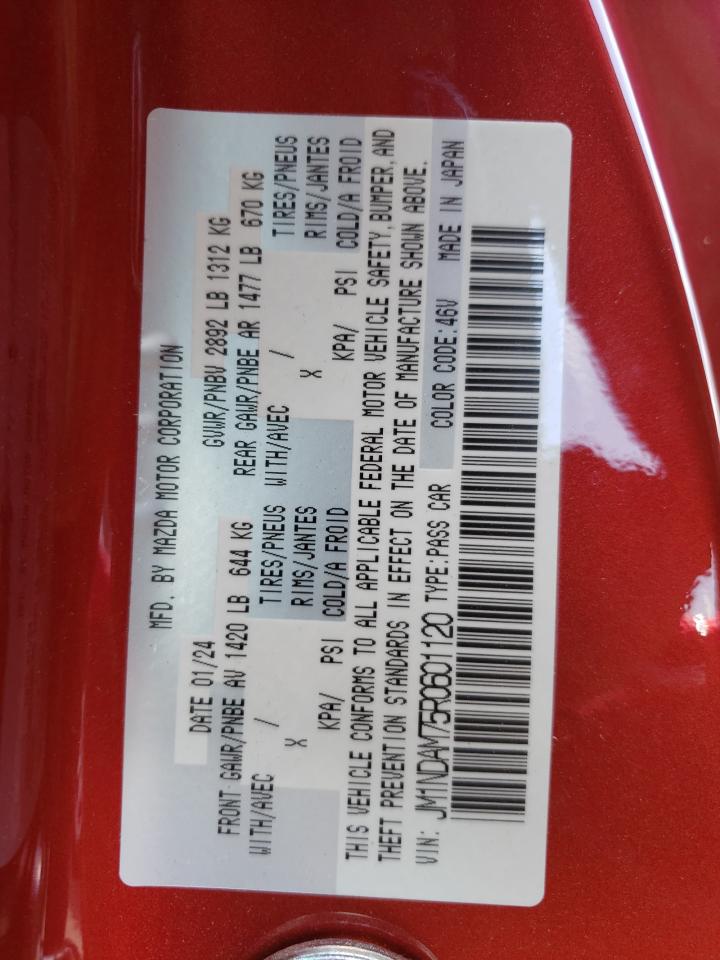 MFD. BY MAZDA MOTOR CORPORATION
DATE 01/24 GVWR/PNBV 2892 LB 1312 KG
FRONT GAWR/PNBE AV 1420 LB 644 KG REAR GAWR/PNBE AR 1477 LB 670 KG
WITH/AVEC / TIRES/PNEUS WITH/AVEC / TIRES/PNEUS
X RIMS/JANTES X RIMS/JANTES
KPA/ PSI COLD/A FROID KPA/ PSI COLD/A FROID
THIS VEHICLE CONFORMS TO ALL APPLICABLE FEDERAL MOTOR VEHICLE SAFETY, BUMPER, AND
THEFT PREVENTION STANDARDS IN EFFECT ON THE DATE OF MANUFACTURE SHOWN ABOVE.
VIN: JM1NDAM75R0601120 TYPE:PASS CAR COLOR CODE:46V MADE IN JAPAN